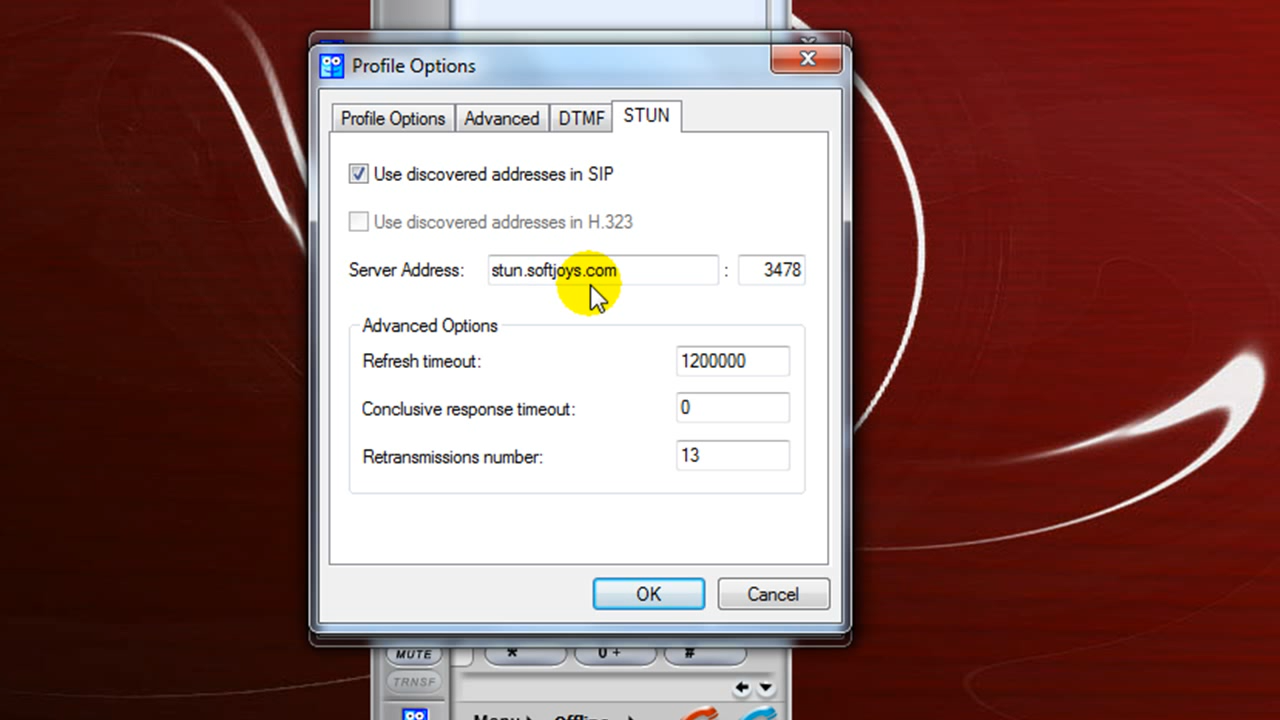 Profile Options
Profile Options Advanced DTMF STUN
Use discovered addresses in SIP
Use discovered addresses in H.323
Server Address: stun.softjoys.com : 3478
Advanced Options
Refresh timeout: 1200000
Conclusive response timeout: 0
Retransmissions number: 13
OK Cancel
MUTE * 0 + #
TRNSF
Menu Offline